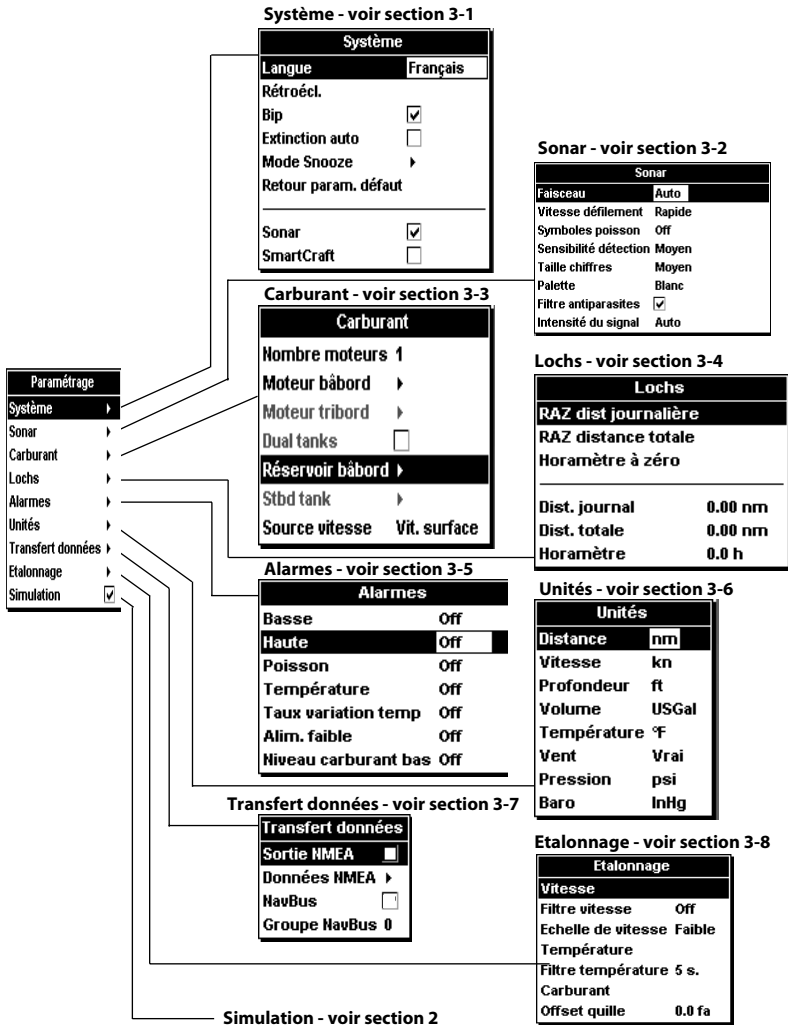 Système - voir section 3-1
Système
Langue Français
Rétroécl.
Bip
Extinction auto
Mode Snooze
Retour param. défaut
Sonar
SmartCraft
Sonar - voir section 3-2
Sonar
Faisceau Auto
Vitesse défilement Rapide
Symboles poisson Off
Sensibilité détection Moyen
Taille chiffres Moyen
Palette Blanc
Filtre antiparasites
Intensité du signal Auto
Carburant - voir section 3-3
Carburant
Nombre moteurs 1
Moteur bâbord
Moteur tribord
Dual tanks
Réservoir bâbord
Stbd tank
Source vitesse Vit. surface
Paramétrage
Système
Sonar
Carburant
Lochs
Alarmes
Unités
Transfert données
Etalonnage
Simulation
Lochs - voir section 3-4
Lochs
RAZ dist journalière
RAZ distance totale
Horamètre à zéro
Dist. journal 0.00 nm
Dist. totale 0.00 nm
Horamètre 0.0 h
Alarmes - voir section 3-5
Alarmes
Basse Off
Haute Off
Poisson Off
Température Off
Taux variation temp Off
Alim. faible Off
Niveau carburant bas Off
Unités - voir section 3-6
Unités
Distance nm
Vitesse kn
Profondeur ft
Volume USGal
Température °F
Vent Vrai
Pression psi
Baro InHg
Transfert données - voir section 3-7
Transfert données
Sortie NMEA
Données NMEA
NavBus
Groupe NavBus 0
Etalonnage - voir section 3-8
Etalonnage
Vitesse
Filtre vitesse Off
Echelle de vitesse Faible
Température
Filtre température 5 s.
Carburant
Offset quille 0.0 fa
Simulation - voir section 2